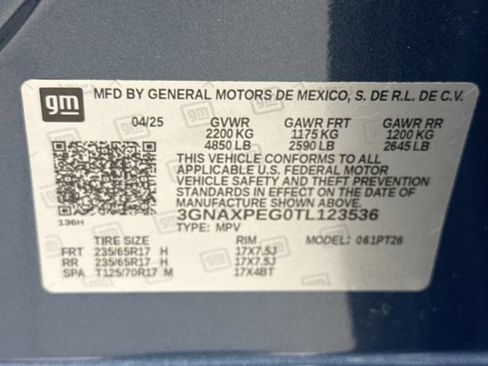 gm MFD BY GENERAL MOTORS DE MEXICO, S. DE R.L. DE C.V.
04/25 GVWR GAWR FRT GAWR RR
2200 KG 1175 KG 1200 KG
4850 LB 2590 LB 2645 LB
THIS VEHICLE CONFORMS TO ALL
APPLICABLE U.S. FEDERAL MOTOR
VEHICLE SAFETY AND THEFT PREVENTION
STANDARDS IN EFFECT ON THE DATE OF
MANUFACTURE SHOWN ABOVE.
3GNAXPEG0TL123536
136H TYPE: MPV
TIRE SIZE RIM MODEL: 061PT26
FRT 235/65R17 H 17X7.5J
RR 235/65R17 H 17X7.5J
SPA T125/70R17 M 17X4BT